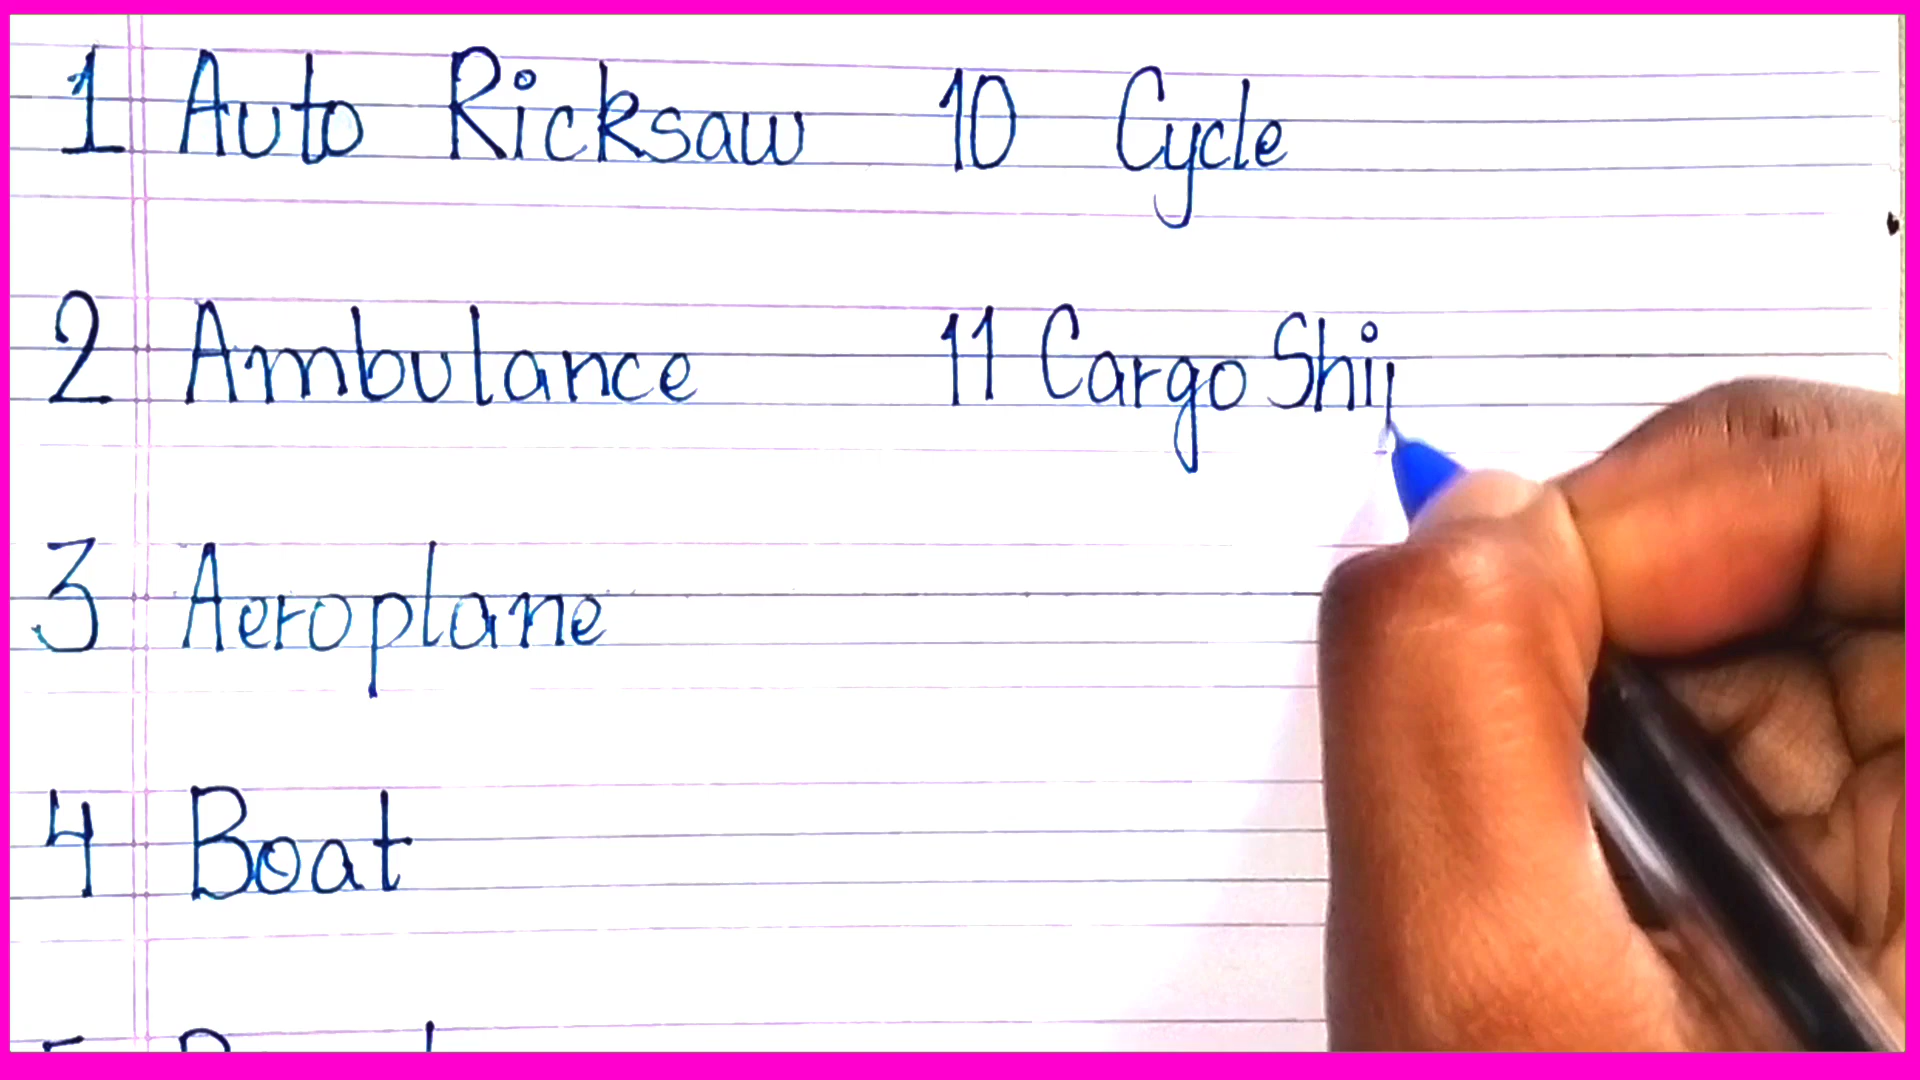 1 Auto Ricksaw
2 Ambulance
3 Aeroplane
4 Boat
10 Cycle
11 Cargo Shi